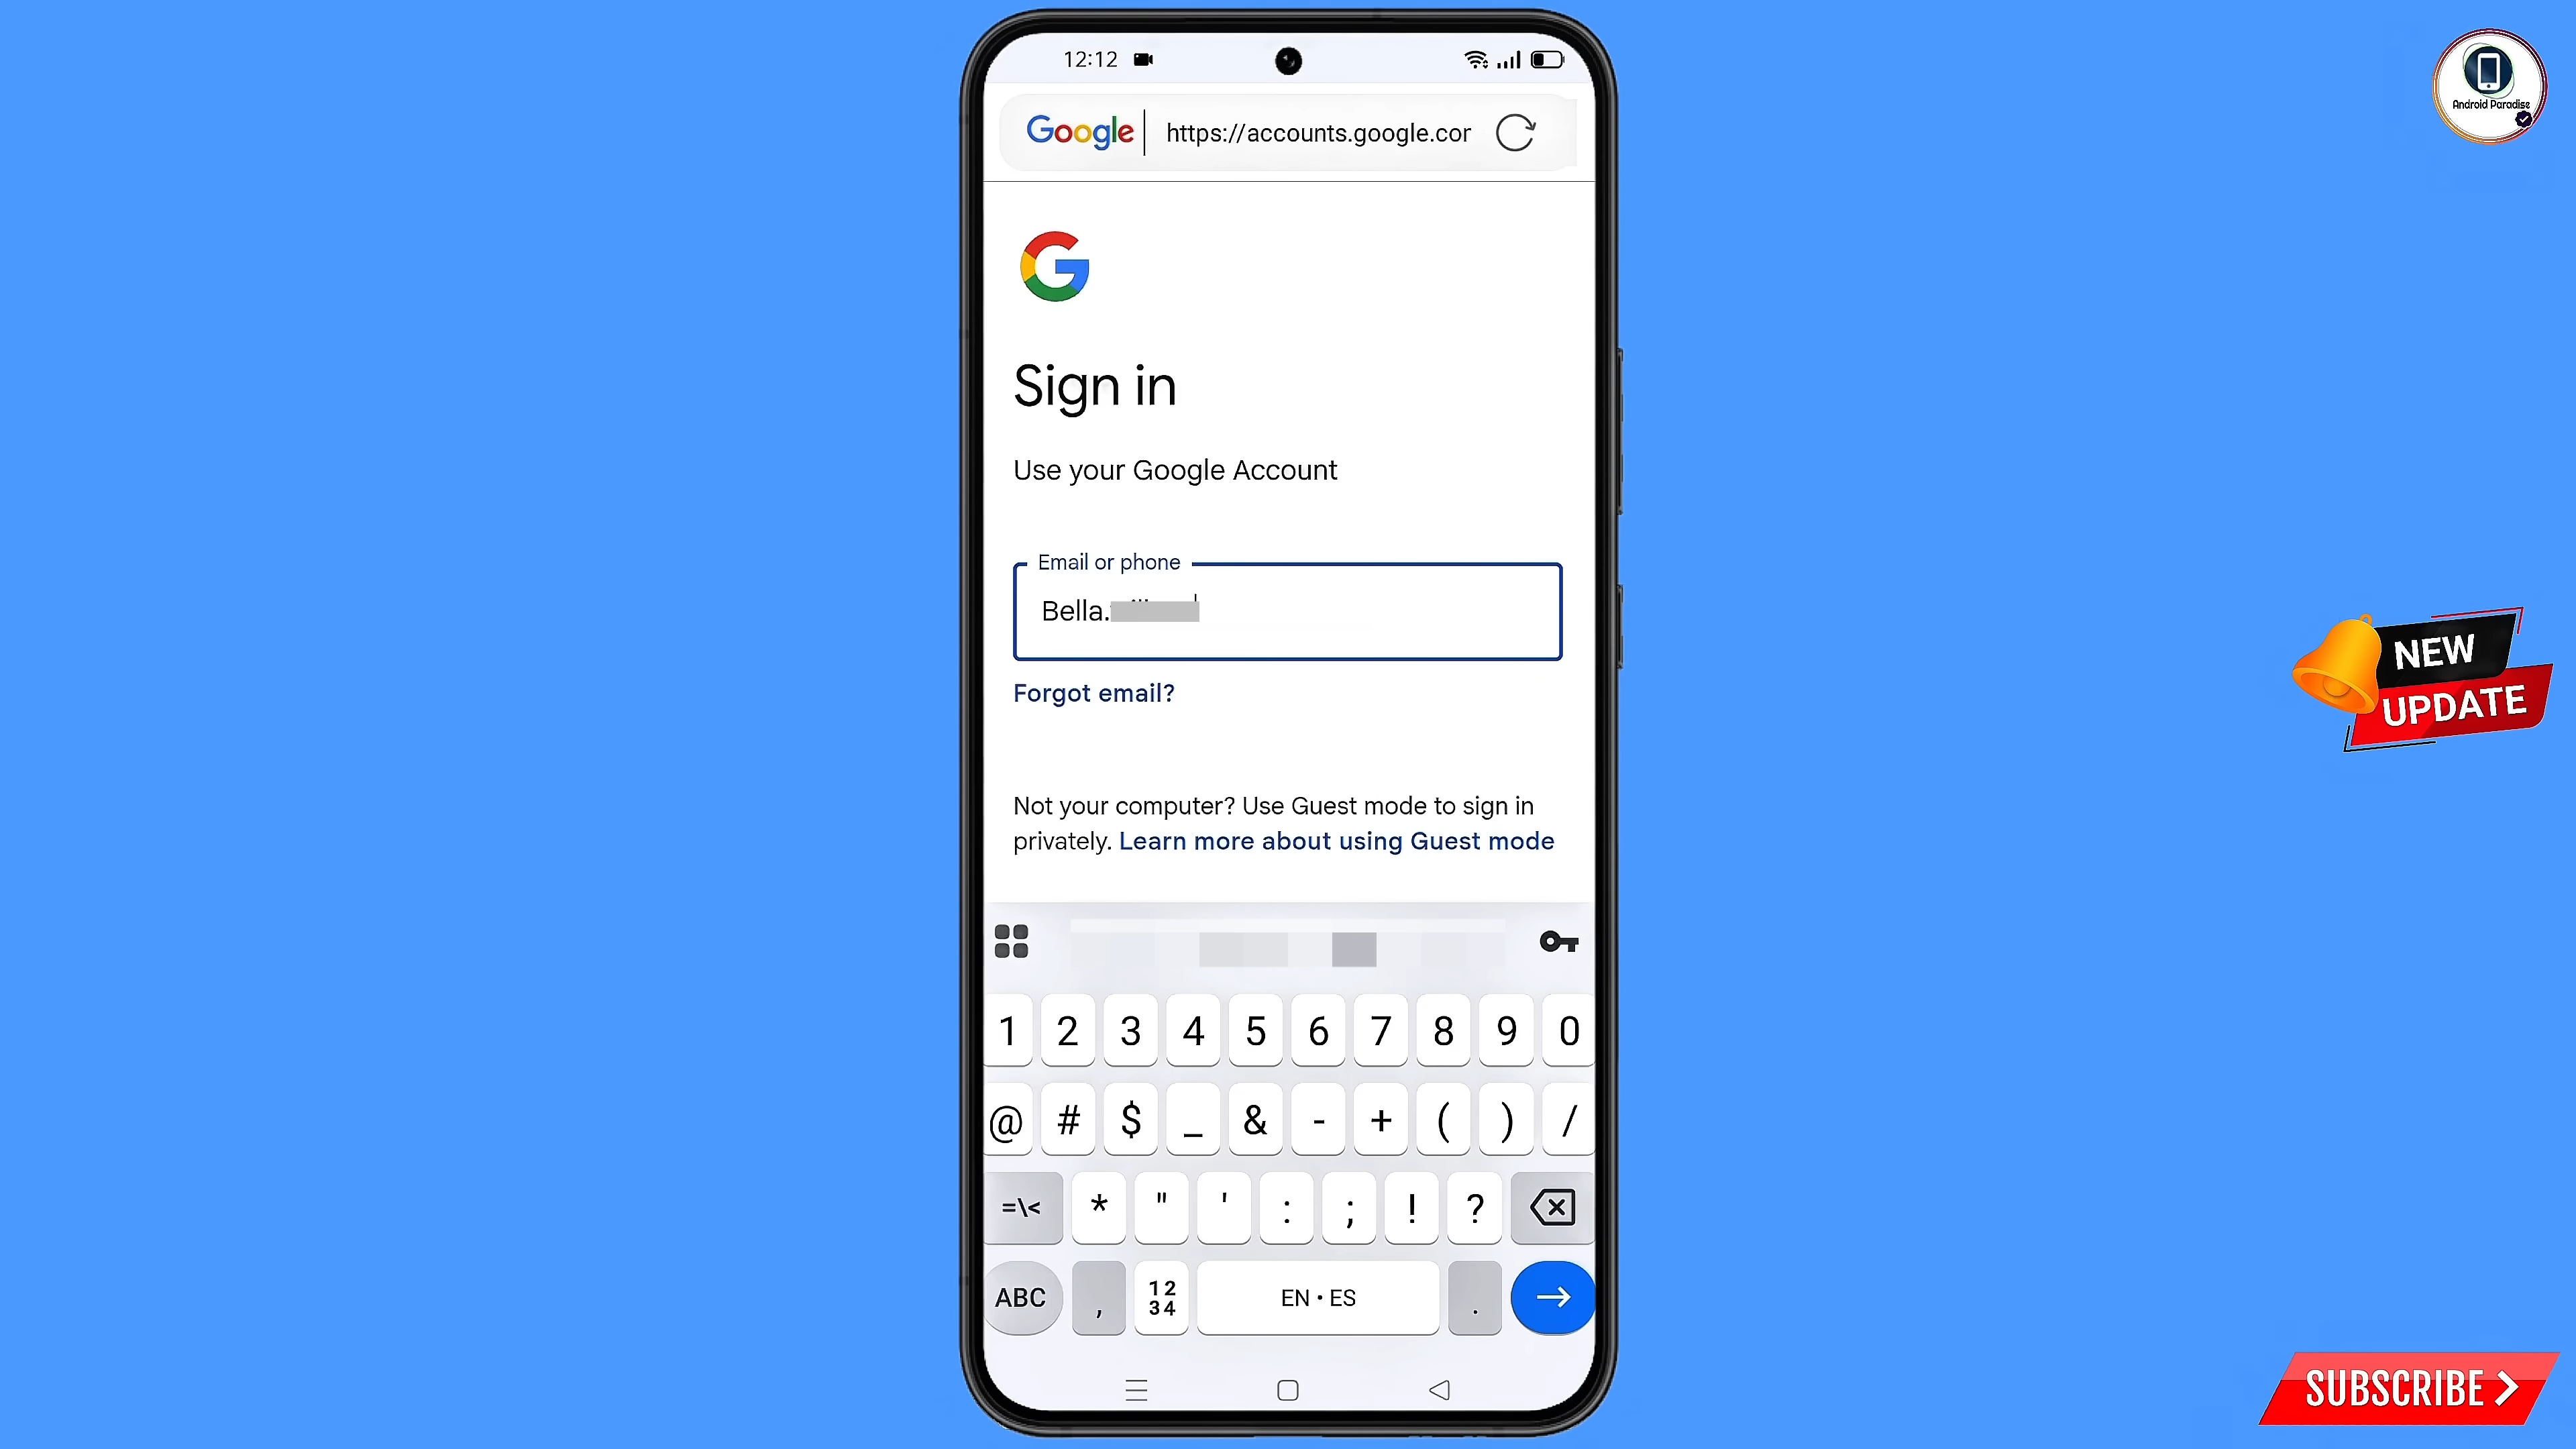 12:12
Google
https://accounts.google.cor
Android Paradise
G
Sign in
Use your Google Account
Email or phone
Bella.
Forgot email?
NEW
UPDATE
Not your computer? Use Guest mode to sign in
privately. Learn more about using Guest mode
1 2 3 4 5 6 7 8 9 0
@ # $ _ & - + ( ) /
=\< * " ' : ; ! ?
ABC , 12 34 EN • ES .
SUBSCRIBE